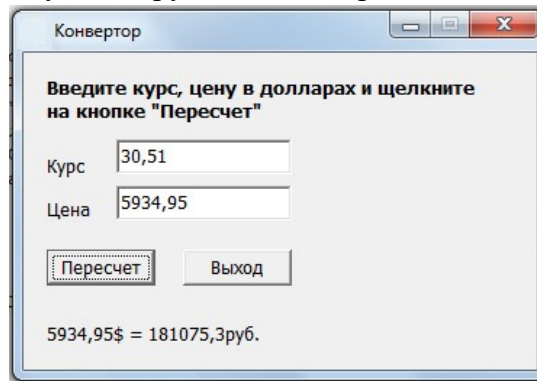 Конвертор
Введите курс, цену в долларах и щелкните
на кнопке "Пересчет"
Курс 30,51
Цена 5934,95
Пересчет Выход
5934,95$ = 181075,3руб.